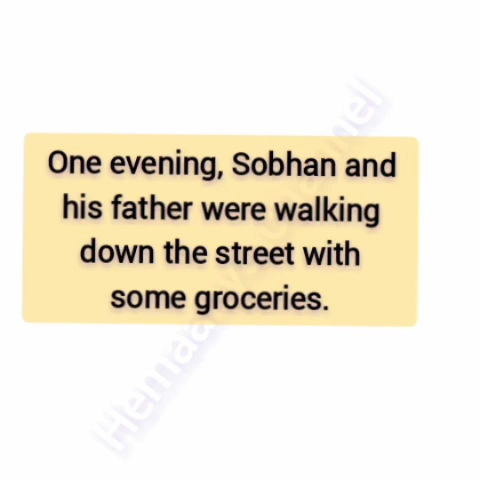 One evening, Sobhan and
his father were walking
down the street with
some groceries.